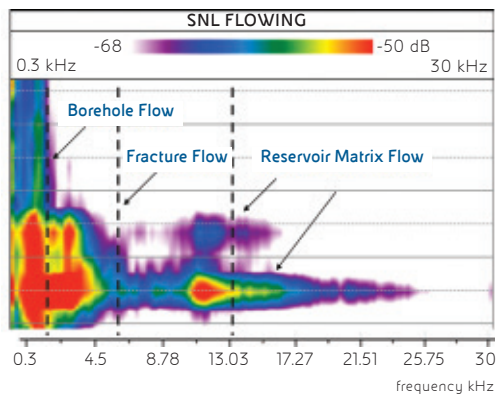 SNL FLOWING
-68 -50 dB
0.3 kHz 30 kHz
Borehole Flow
Fracture Flow Reservoir Matrix Flow
0.3 4.5 8.78 13.03 17.27 21.51 25.75 30.0
frequency kHz